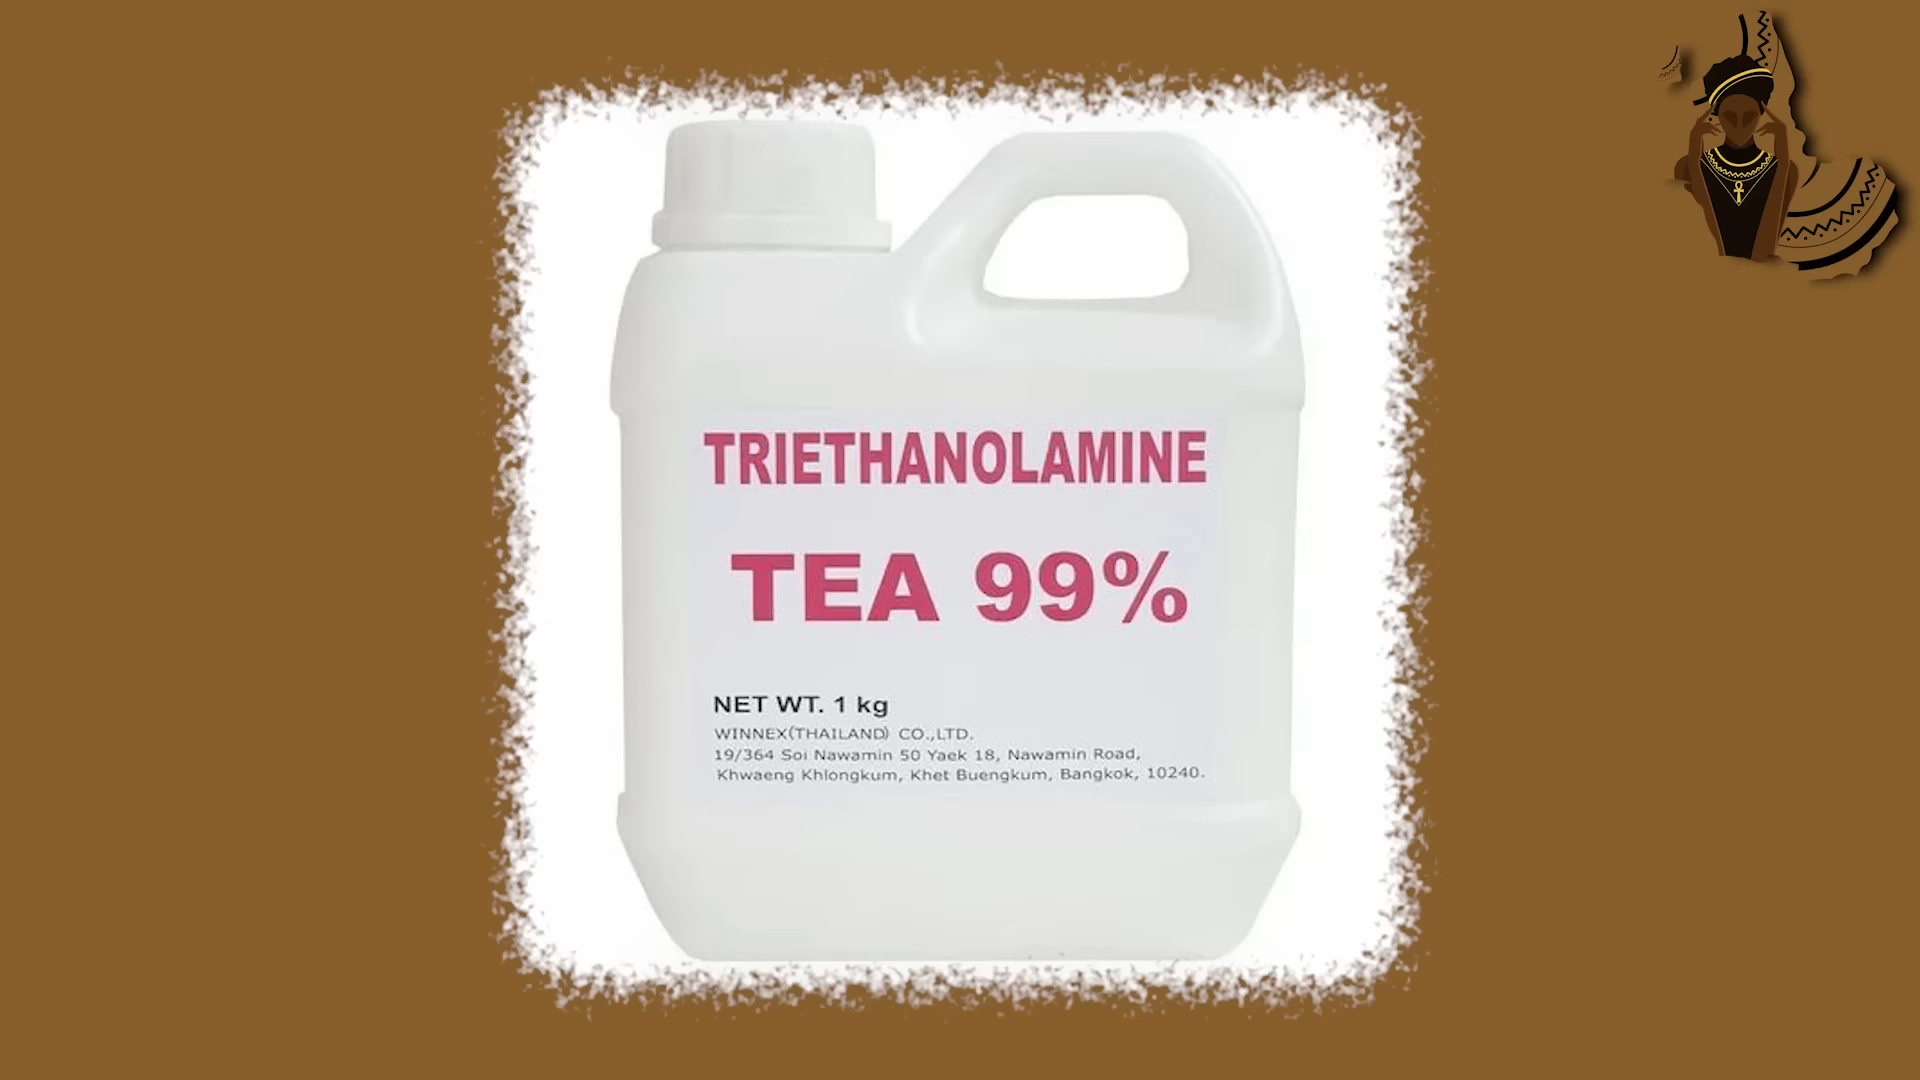 TRIETHANOLAMINE
TEA 99%
NET WT. 1 kg
WINNEX(THAILAND) CO.,LTD.
19/364 Soi Nawamin 50 Yaek 18, Nawamin Road,
Khwaeng Khlongkum, Khet Buengkum, Bangkok, 10240.